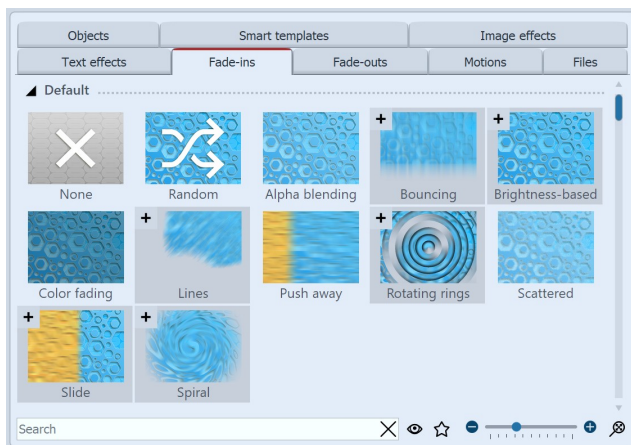 Objects Smart templates Image effects
Text effects Fade-ins Fade-outs Motions Files
Default
None Random Alpha blending Bouncing Brightness-based
Color fading Lines Push away Rotating rings Scattered
Slide Spiral
Search